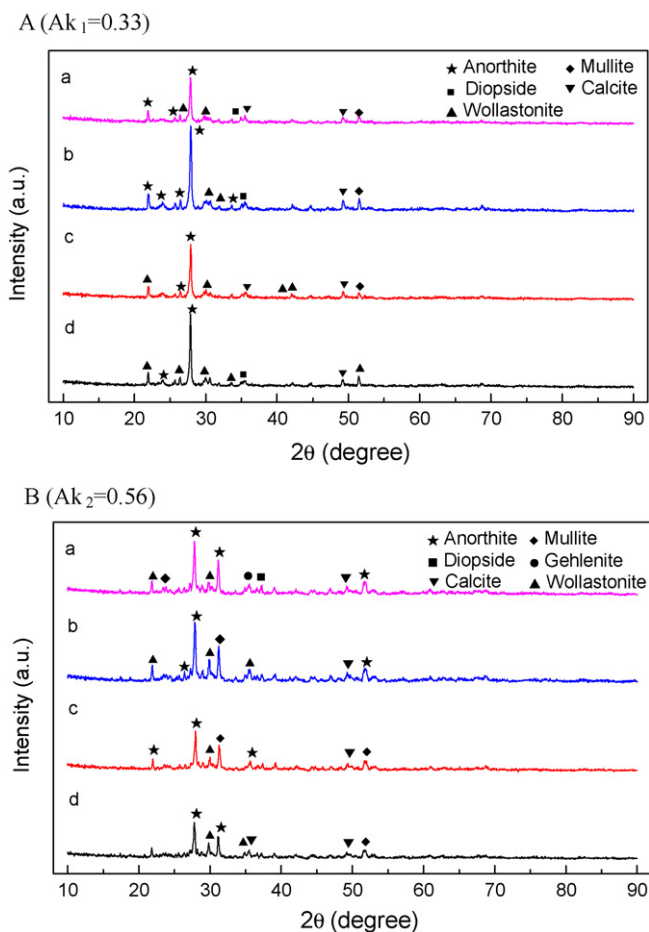 A (Ak₁=0.33)
a
★ Anorthite ◆ Mullite
■ Diopside ▼ Calcite
▲ Wollastonite
b
c
d
Intensity (a.u.)
10 20 30 40 50 60 70 80 90
2θ (degree)
B (Ak₂=0.56)
a
★ Anorthite ◆ Mullite
■ Diopside ● Gehlenite
▼ Calcite ▲ Wollastonite
b
c
d
Intensity (a.u.)
10 20 30 40 50 60 70 80 90
2θ (degree)